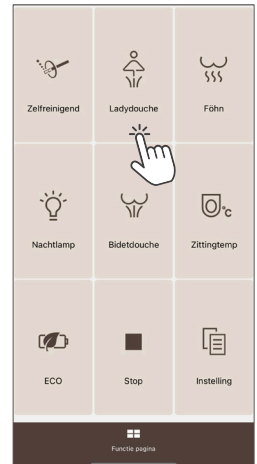 Zelfreinigend
Ladydouche
Föhn
Nachtlamp
Bidetdouche
°C
Zittingtemp
ECO
Stop
Instelling
Functie pagina